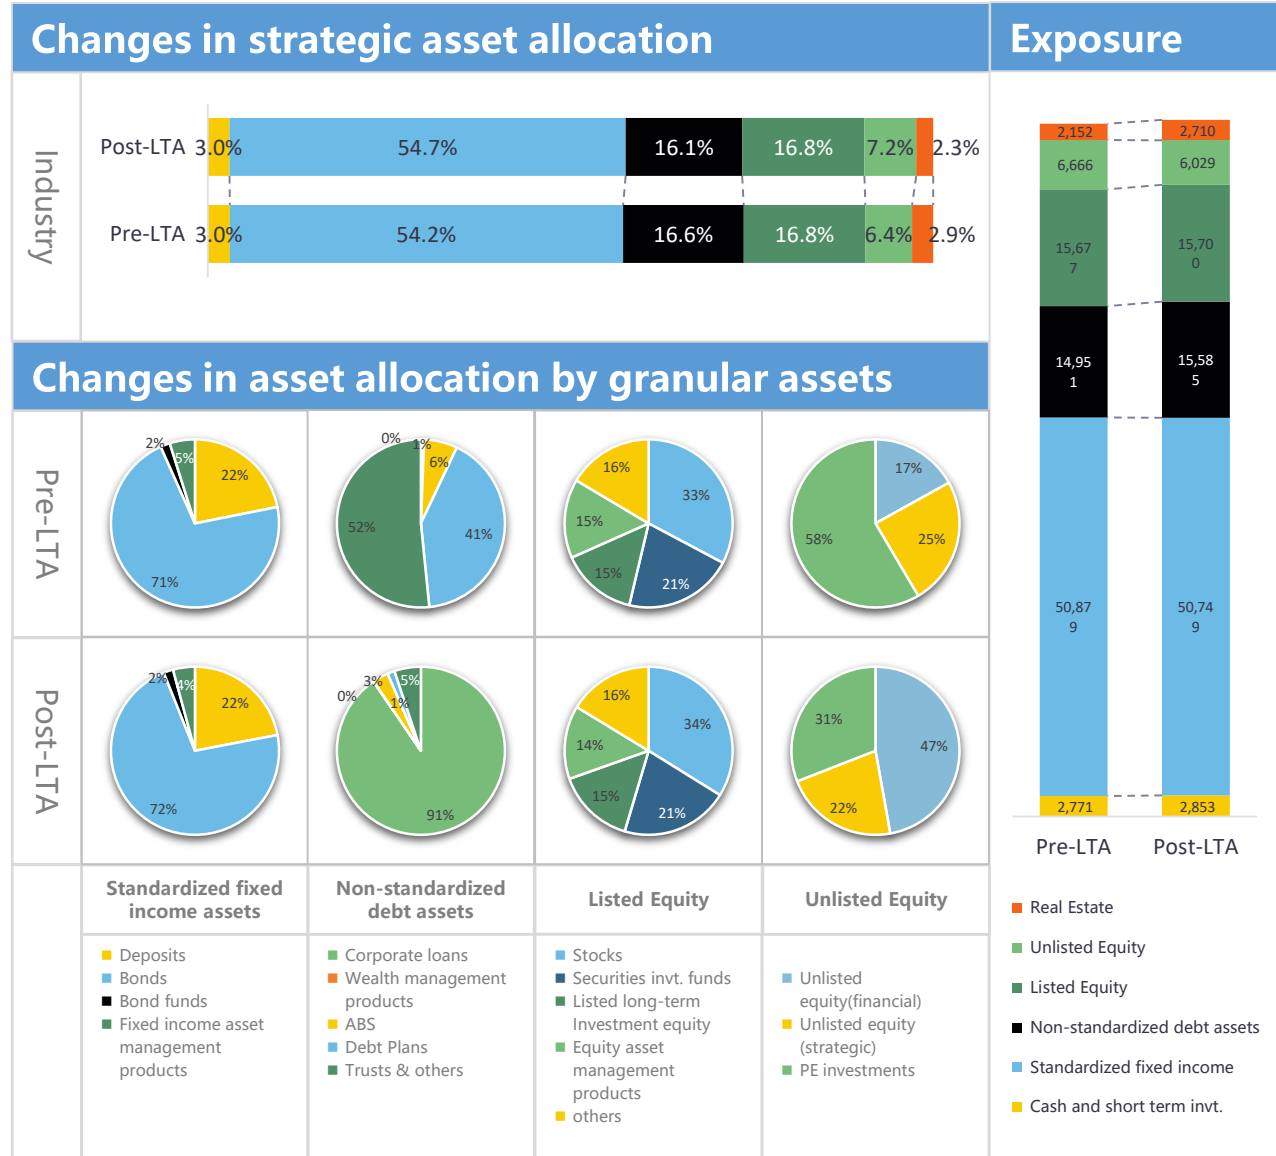 Changes in strategic asset allocation
Exposure
Industry
Post-LTA 3.0% 54.7% 16.1% 16.8% 7.2% 2.3%
Pre-LTA 3.0% 54.2% 16.6% 16.8% 6.4% 2.9%
Changes in asset allocation by granular assets
Pre-LTA
2%
5%
22%
71%
0%
1%
6%
41%
52%
16%
33%
15%
15%
21%
17%
25%
58%
Post-LTA
2%
4%
22%
72%
0%
3%
1%
5%
91%
16%
34%
14%
15%
21%
31%
47%
22%
Standardized fixed
income assets
Non-standardized
debt assets
Listed Equity
Unlisted Equity
Deposits
Bonds
Bond funds
Fixed income asset
management
products
Corporate loans
Wealth management
products
ABS
Debt Plans
Trusts & others
Stocks
Securities invt. funds
Listed long-term
Investment equity
Equity asset
management
products
others
Unlisted
equity(financial)
Unlisted equity
(strategic)
PE investments
2,152
6,666
15,67
7
14,95
1
50,87
9
2,771
2,710
6,029
15,70
0
15,58
5
50,74
9
2,853
Pre-LTA
Post-LTA
Real Estate
Unlisted Equity
Listed Equity
Non-standardized debt assets
Standardized fixed income
Cash and short term invt.